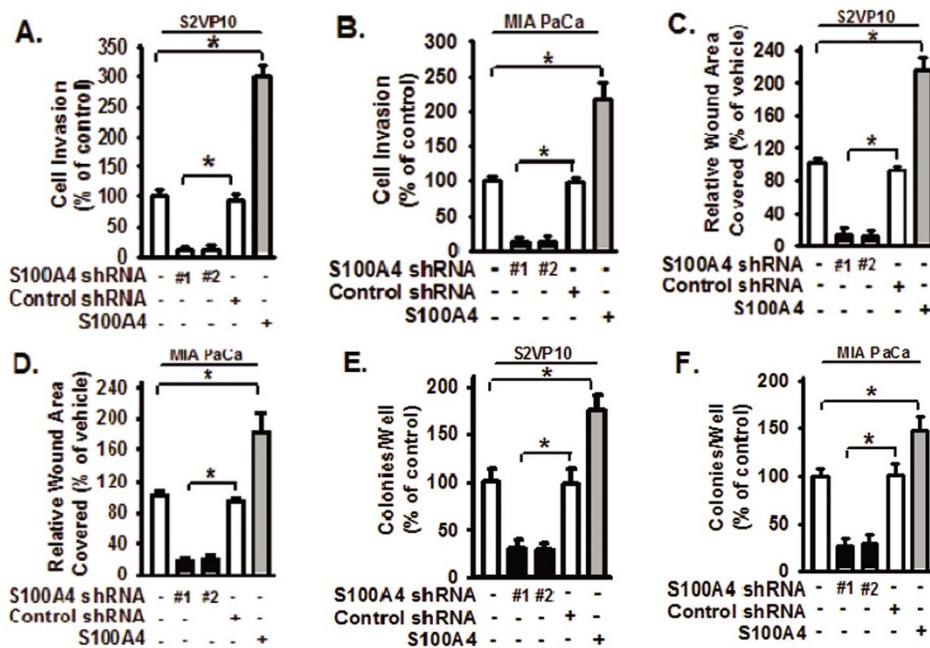 A.
S2VP10
*
*
Cell Invasion
(% of control)
350
300
250
200
150
100
50
0
S100A4 shRNA - #1 #2 - -
Control shRNA - - - + -
S100A4 - - - - +
B.
MIA PaCa
*
*
Cell Invasion
(% of control)
300
250
200
150
100
50
0
S100A4 shRNA - #1 #2 - -
Control shRNA - - - + -
S100A4 - - - - +
C.
S2VP10
*
*
Relative Wound Area
Covered (% of vehicle)
240
200
160
120
80
40
0
S100A4 shRNA - #1 #2 - -
Control shRNA - - - + -
S100A4 - - - - +
D.
MIA PaCa
*
*
Relative Wound Area
Covered (% of vehicle)
240
200
160
120
80
40
0
S100A4 shRNA - #1 #2 - -
Control shRNA - - - + -
S100A4 - - - - +
E.
S2VP10
*
*
Colonies/Well
(% of control)
200
150
100
50
0
S100A4 shRNA - #1 #2 - -
Control shRNA - - - + -
S100A4 - - - - +
F.
MIA PaCa
*
*
Colonies/Well
(% of control)
200
150
100
50
0
S100A4 shRNA - #1 #2 - -
Control shRNA - - - + -
S100A4 - - - - +